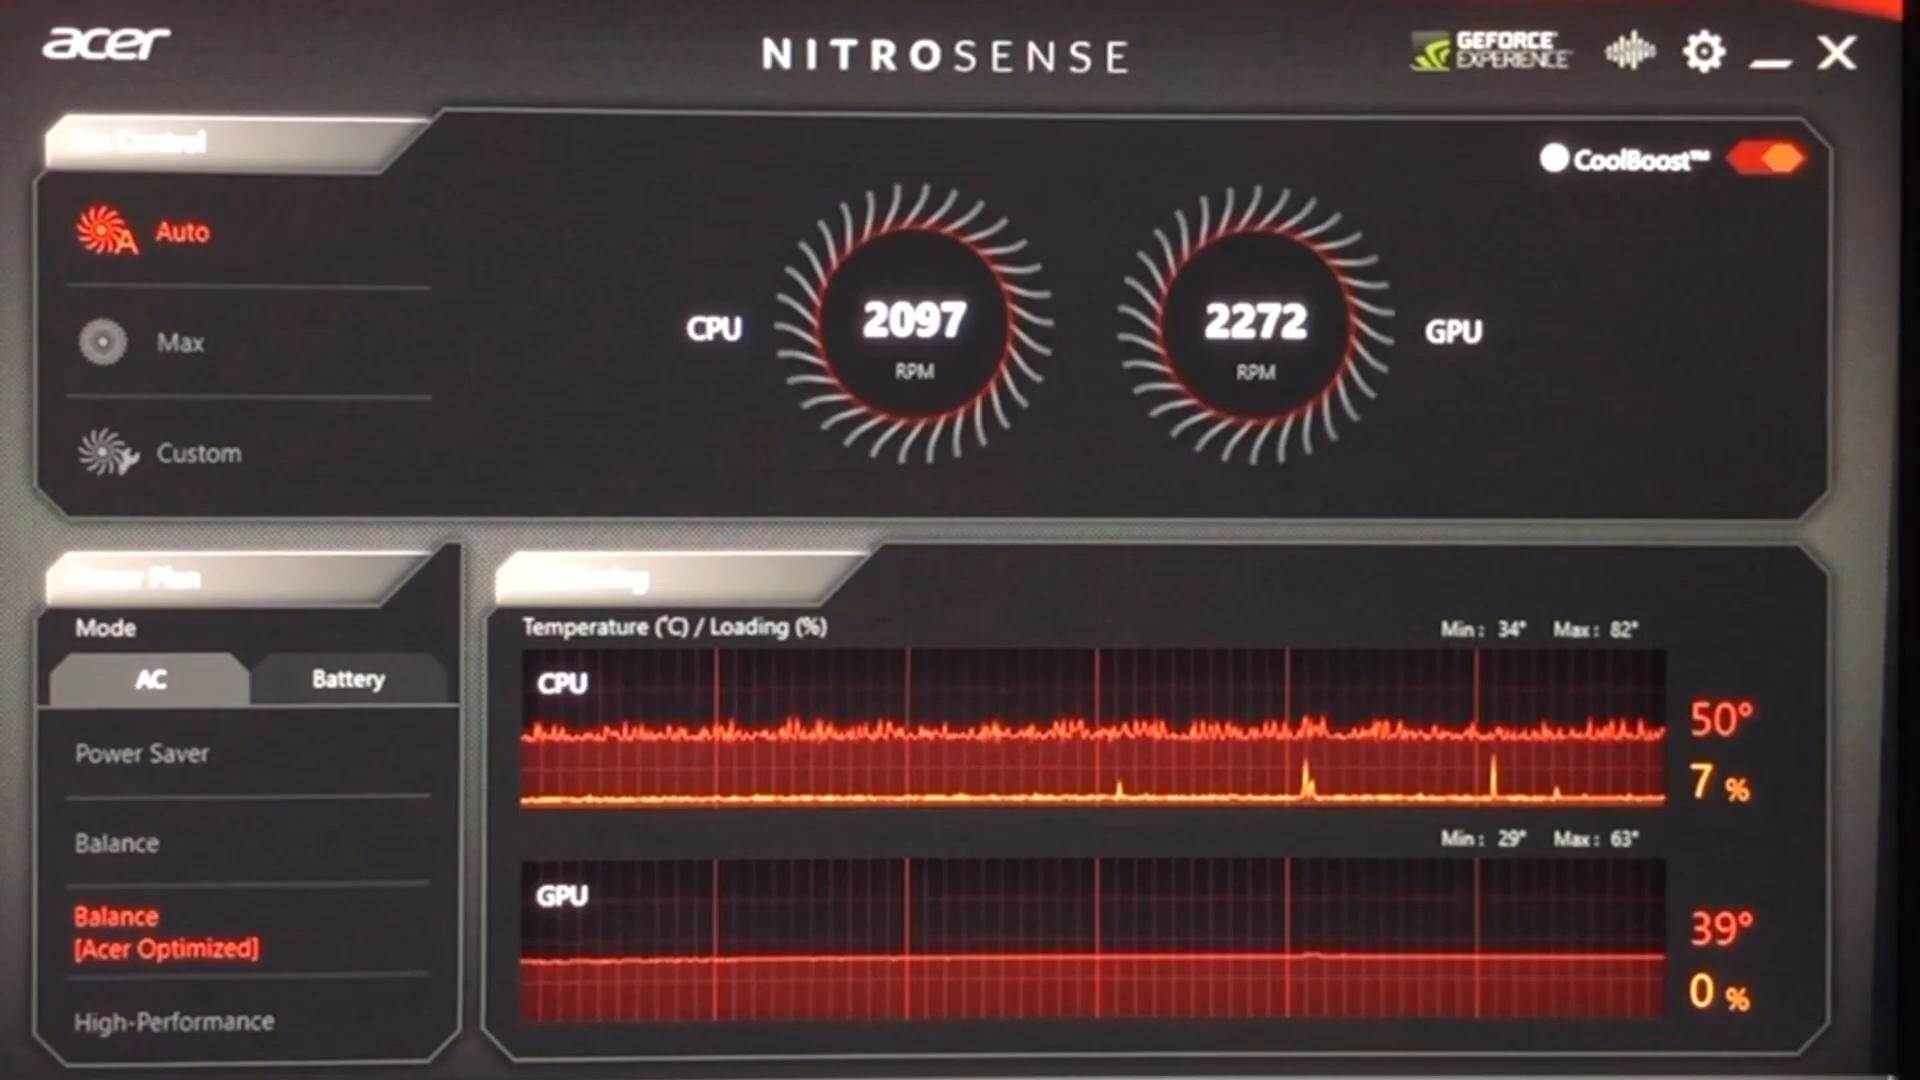 acer
NITROSENSE
GEFORCE
EXPERIENCE
Control
CoolBoost™
Auto
Max
Custom
CPU
2097
RPM
2272
RPM
GPU
Plan
Mode
AC
Battery
Power Saver
Balance
Balance
[Acer Optimized]
High-Performance
Temperature (°C) / Loading (%)
Min: 34° Max: 82°
CPU
50°
7 %
Min: 29° Max: 63°
GPU
39°
0 %